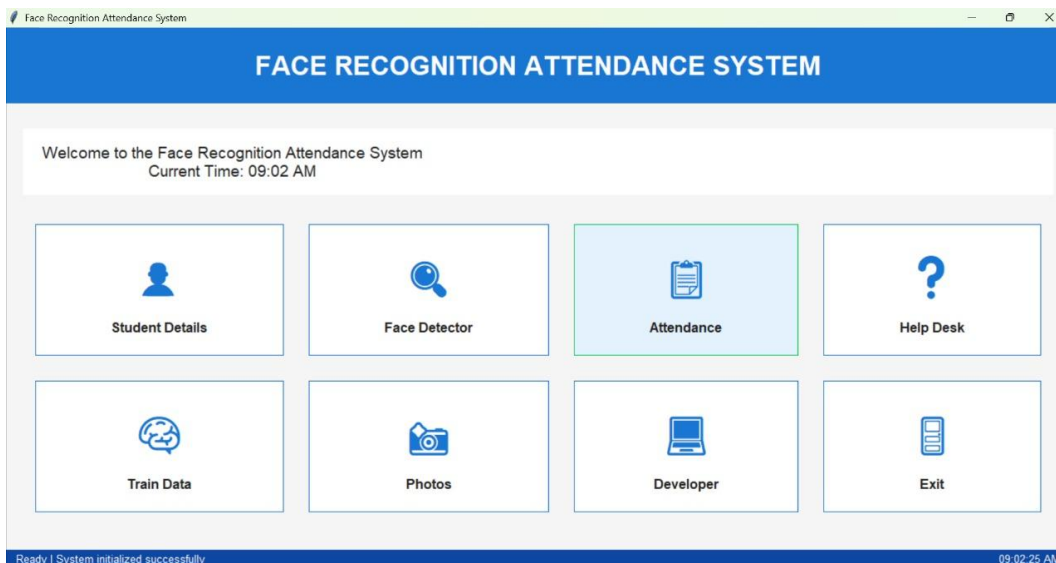 Face Recognition Attendance System
FACE RECOGNITION ATTENDANCE SYSTEM
Welcome to the Face Recognition Attendance System
Current Time: 09:02 AM
Student Details
Face Detector
Attendance
Help Desk
Train Data
Photos
Developer
Exit
Ready | System initialized successfully
09:02:25 AM